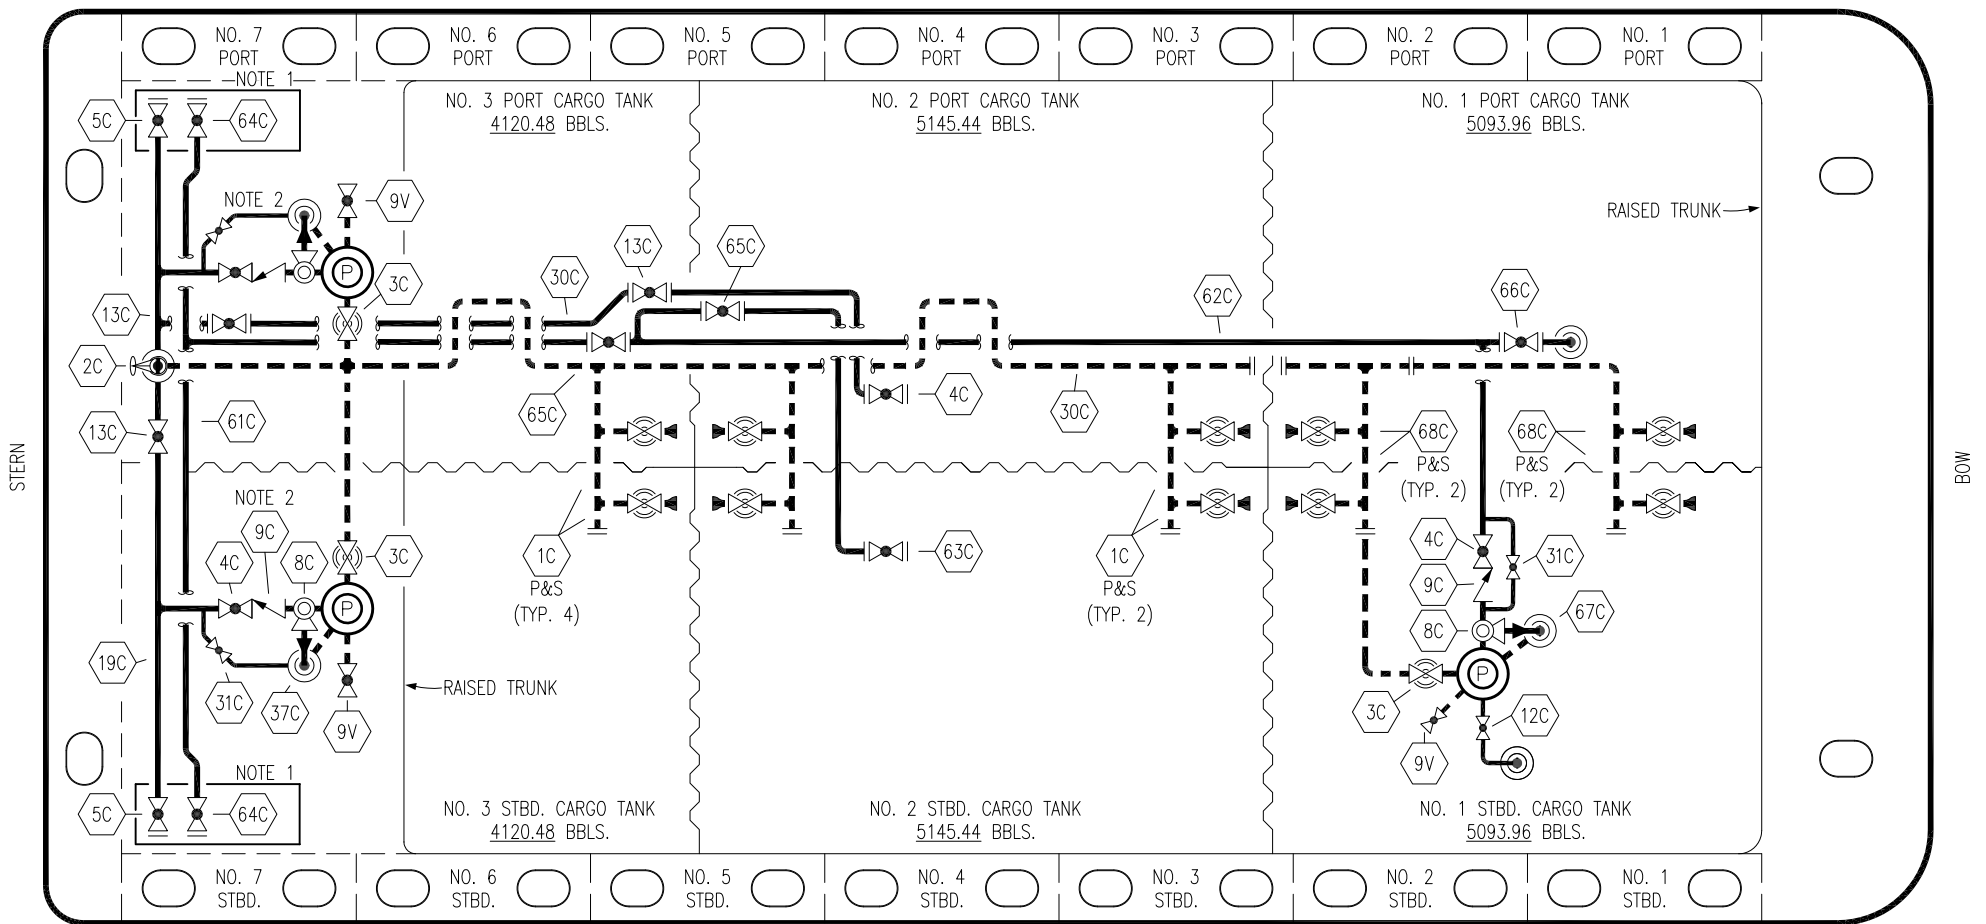 NO. 7
PORT
NO. 6
PORT
NO. 5
PORT
NO. 4
PORT
NO. 3
PORT
NO. 2
PORT
NO. 1
PORT
NOTE 1
NO. 3 PORT CARGO TANK
4120.48 BBLS.
NO. 2 PORT CARGO TANK
5145.44 BBLS.
NO. 1 PORT CARGO TANK
5093.96 BBLS.
5C
64C
NOTE 2
9V
RAISED TRUNK
P
3C
30C
13C
65C
62C
66C
13C
2C
65C
4C
30C
13C
61C
68C
P&S
(TYP. 2)
68C
P&S
(TYP. 2)
STERN
BOW
NOTE 2
9C
4C
8C
3C
1C
P&S
(TYP. 4)
63C
1C
P&S
(TYP. 2)
4C
31C
9C
P
8C
67C
19C
31C
37C
9V
RAISED TRUNK
P
3C
12C
9V
NOTE 1
5C
64C
NO. 3 STBD. CARGO TANK
4120.48 BBLS.
NO. 2 STBD. CARGO TANK
5145.44 BBLS.
NO. 1 STBD. CARGO TANK
5093.96 BBLS.
NO. 7
STBD.
NO. 6
STBD.
NO. 5
STBD.
NO. 4
STBD.
NO. 3
STBD.
NO. 2
STBD.
NO. 1
STBD.